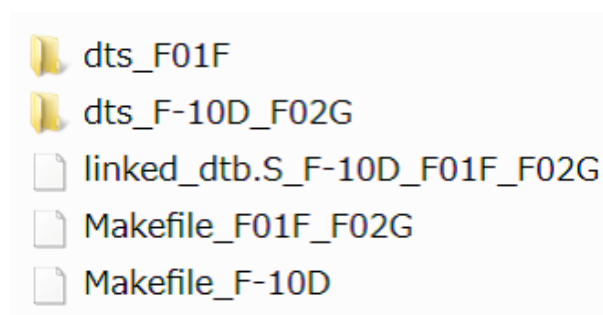 dts_F01F
dts_F-10D_F02G
linked_dtb.S_F-10D_F01F_F02G
Makefile_F01F_F02G
Makefile_F-10D